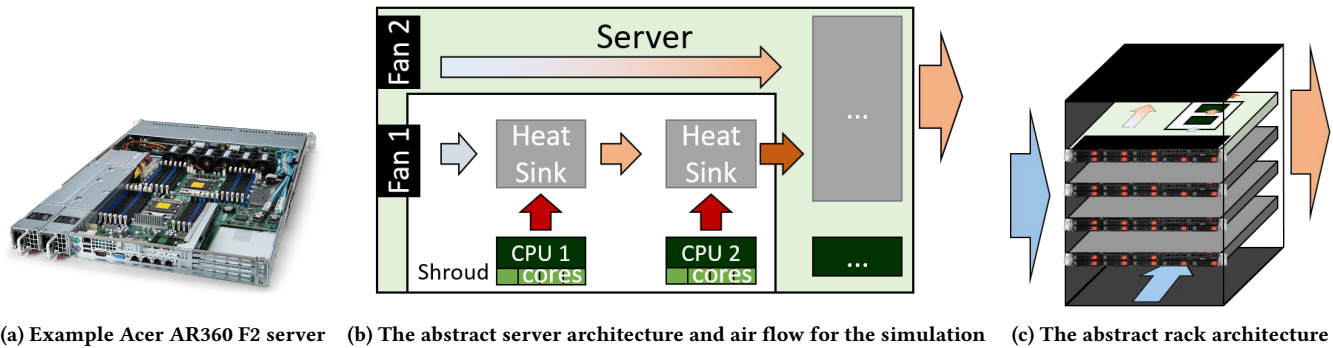 Fan 2
Server
...
Fan 1
Heat
Sink
Heat
Sink
CPU 1
cores
CPU 2
cores
Shroud
...
(a) Example Acer AR360 F2 server
(b) The abstract server architecture and air flow for the simulation
(c) The abstract rack architecture